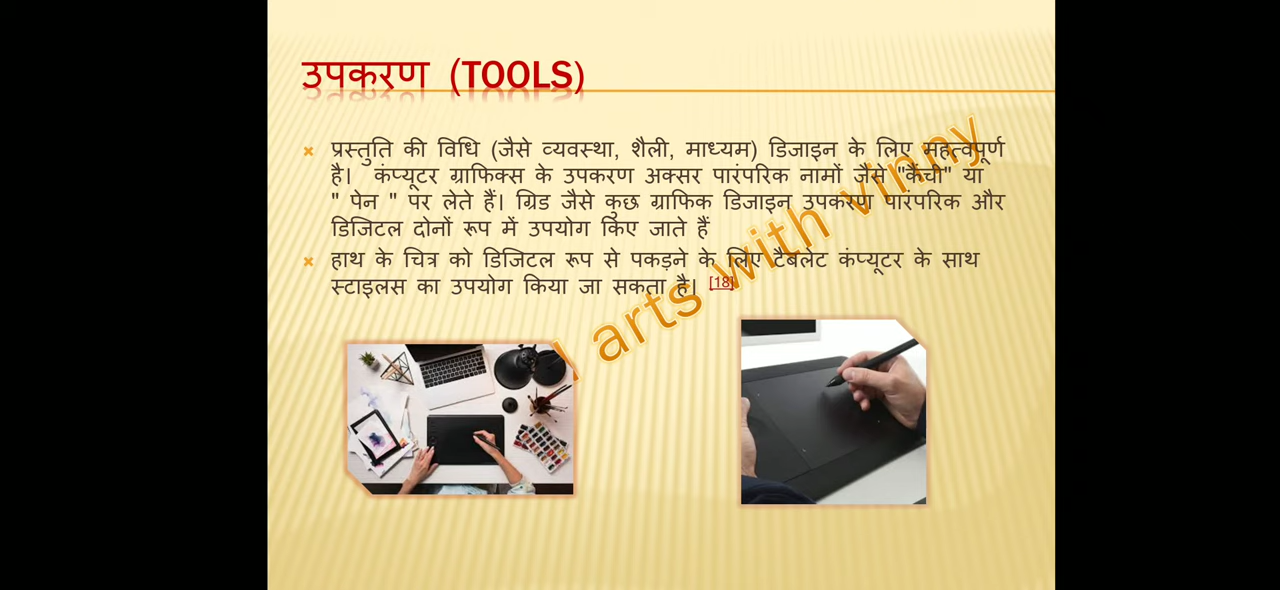 उपकरण (TOOLS)
प्रस्तुति की विधि (जैसे व्यवस्था, शैली, माध्यम) डिजाइन के लिए महत्वपूर्ण
है। कंप्यूटर ग्राफिक्स के उपकरण अक्सर पारंपरिक नामों जैसे "कैंची" या
" पेन " पर लेते हैं। ग्रिड जैसे कुछ ग्राफिक डिजाइन उपकरण पारंपरिक और
डिजिटल दोनों रूप में उपयोग किए जाते हैं
हाथ के चित्र को डिजिटल रूप से पकड़ने के लिए टैबलेट कंप्यूटर के साथ
स्टाइलस का उपयोग किया जा सकता है। [18]
arts with vinny